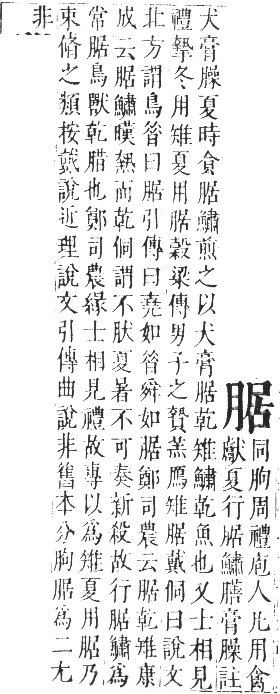 腒
同朐周禮庖人凡用禽
獻夏行腒鱐膳膏臊註
犬膏臊夏時食腒鱐煎之以犬膏腒乾雉鱐乾魚也又士相見
禮摯冬用雉夏用腒穀梁傳男子之贄羔鴈雉腒戴侗曰說文
北方謂鳥㫺曰腒引傳曰堯如㫺舜如腒鄭司農云腒乾雉康
成云腒鱐暵熱而乾侗謂不肰夏暑不可奏新殺故行腒鱐爲
常腒鳥獸乾腊也鄭司農緣士相見禮故專以爲雉夏用腒乃
束脩之類按戴說近理說文引傳曲說非舊本分朐腒爲二尤
非